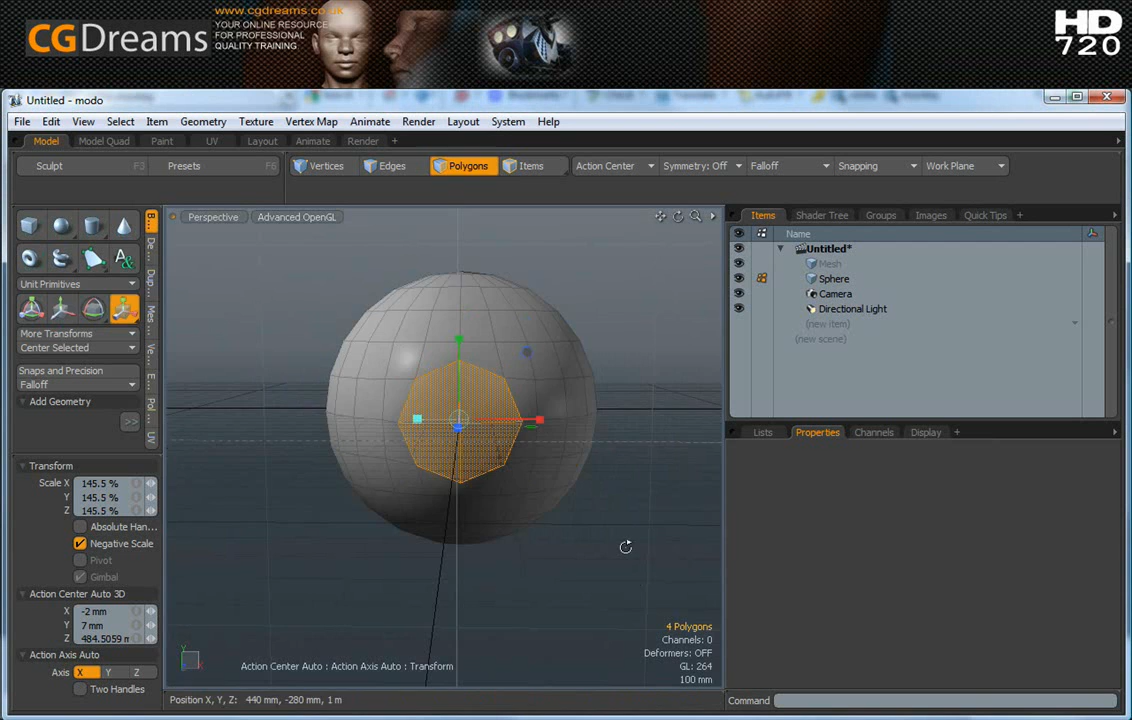 www.cgdreams.co.uk
CGDreams
YOUR ONLINE RESOURCE
FOR PROFESSIONAL
QUALITY TRAINING.
HD
720
Untitled - modo
File Edit View Select Item Geometry Texture Vertex Map Animate Render Layout System Help
Model Model Quad Paint UV Layout Animate Render +
Sculpt F3 Presets F6 Vertices Edges Polygons Items Action Center Symmetry: Off Falloff Snapping Work Plane
Perspective Advanced OpenGL
Items Shader Tree Groups Images Quick Tips +
Name
Untitled*
Mesh
Sphere
Camera
Directional Light
(new item)
(new scene)
Unit Primitives
More Transforms
Center Selected
Snaps and Precision
Falloff
Add Geometry
>>
B...
De...
Dup...
Mes...
Ve...
E...
Pol...
UV
Lists Properties Channels Display +
Transform
Scale X 145.5 %
Y 145.5 %
Z 145.5 %
Absolute Han...
Negative Scale
Pivot
Gimbal
Action Center Auto 3D
X -2 mm
Y 7 mm
Z 484.5059 m
Action Axis Auto
Axis X Y Z
Two Handles
4 Polygons
Channels: 0
Deformers: OFF
GL: 264
100 mm
Action Center Auto : Action Axis Auto : Transform
Position X, Y, Z: 440 mm, -280 mm, 1 m
Command